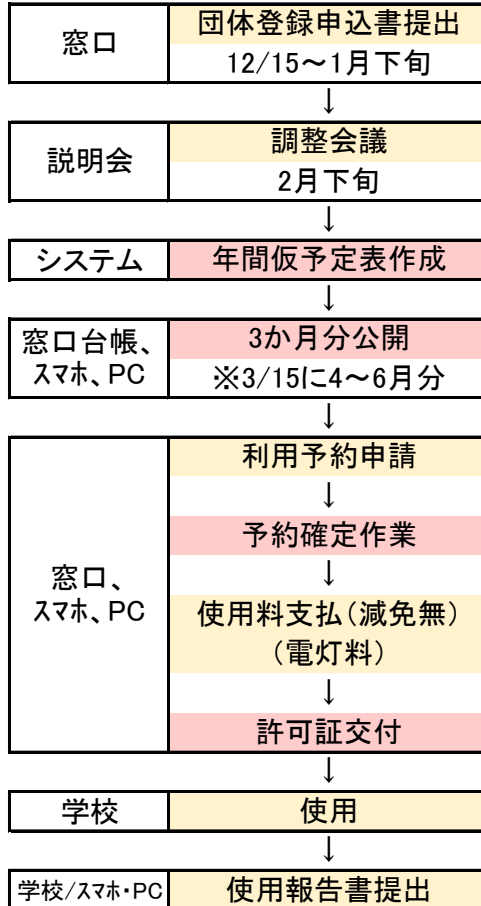 窓口
団体登録申込書提出
12/15~1月下旬
↓
説明会
調整会議
2月下旬
↓
システム
年間仮予定表作成
↓
窓口台帳、
スマホ、PC
3か月分公開
※3/15に4~6月分
↓
窓口、
スマホ、PC
利用予約申請
↓
予約確定作業
↓
使用料支払(減免無)
(電灯料)
↓
許可証交付
↓
学校
使用
↓
学校/スマホ・PC
使用報告書提出